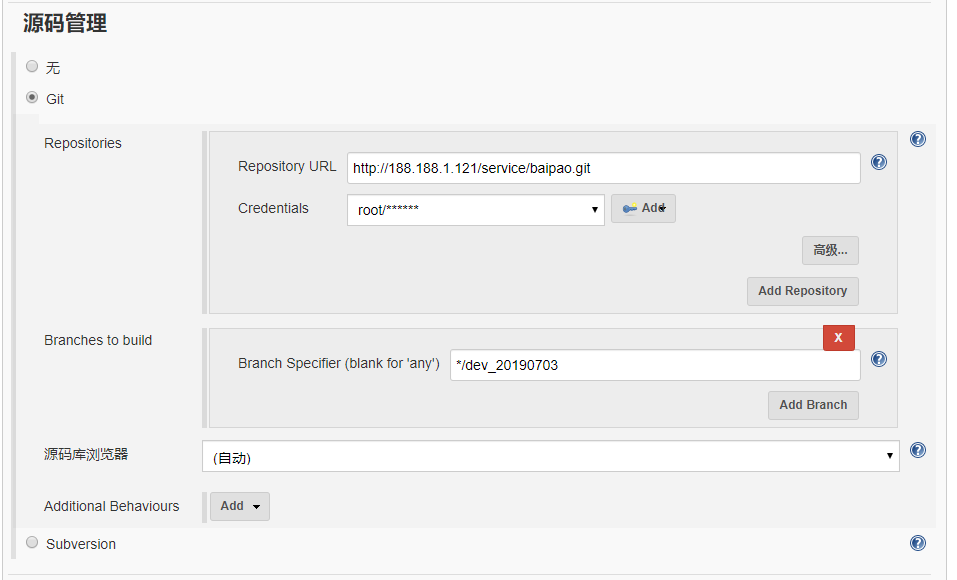 源码管理
无
Git
Repositories
Repository URL http://188.188.1.121/service/baipao.git
Credentials root/****** Add
高级...
Add Repository
Branches to build
X
Branch Specifier (blank for 'any') */dev_20190703
Add Branch
源码库浏览器 (自动)
Additional Behaviours Add
Subversion